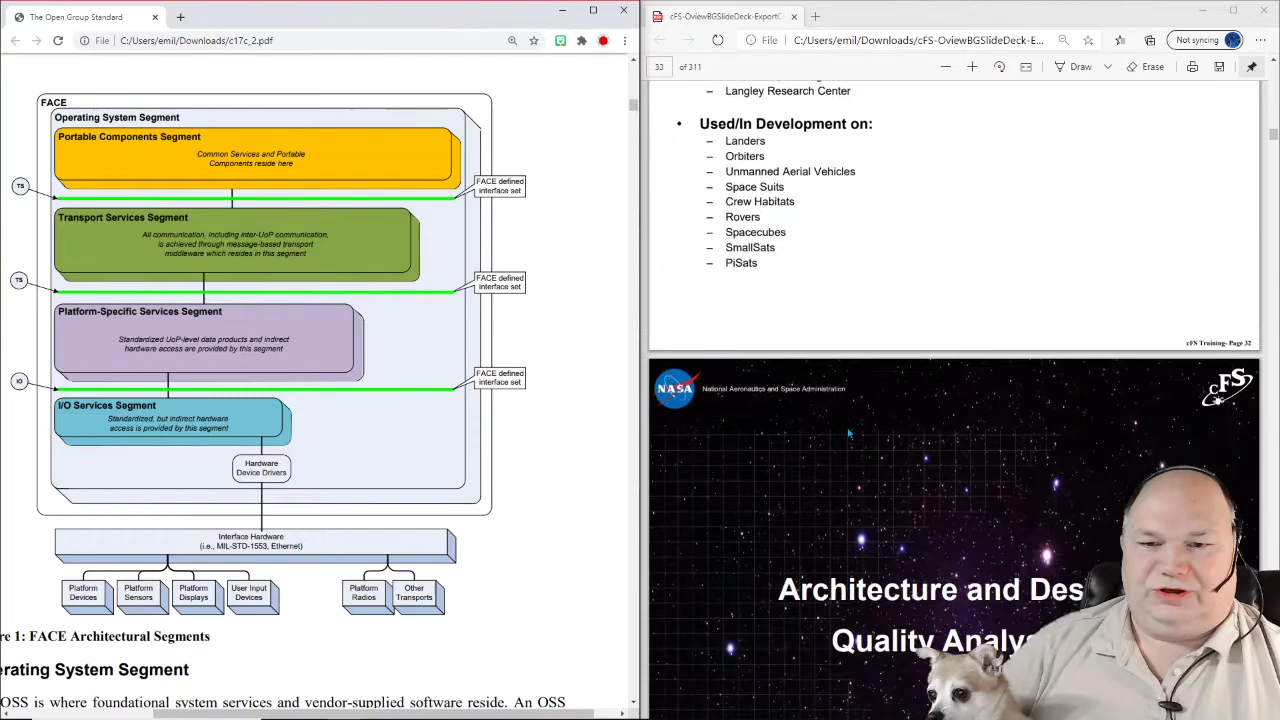 The Open Group Standard
File
C:/Users/emil/Downloads/c17c_2.pdf
FACE
Operating System Segment
Portable Components Segment
Common Services and Portable
Components reside here
TS
FACE defined
interface set
Transport Services Segment
All communication, including inter-UoP communication,
is achieved through message-based transport
middleware which resides in this segment
TS
FACE defined
interface set
Platform-Specific Services Segment
Standardized UoP-level data products and indirect
hardware access are provided by this segment
IO
FACE defined
interface set
I/O Services Segment
Standardized, but indirect hardware
access is provided by this segment
Hardware
Device Drivers
Interface Hardware
(i.e., MIL-STD-1553, Ethernet)
Platform
Devices
Platform
Sensors
Platform
Displays
User Input
Devices
Platform
Radios
Other
Transports
re 1: FACE Architectural Segments
erating System Segment
OSS is where
system services and vendor-supplied software reside. An OSS
cFS-OviewBGSlideDeck-ExportC
File
C:/Users/emil/Downloads/cFS-OviewBGSlideDeck-E...
Not syncing
33 of 311
Draw
Erase
– Langley Research Center
• Used/In Development on:
– Landers
– Orbiters
– Unmanned Aerial Vehicles
– Space Suits
– Crew Habitats
– Rovers
– Spacecubes
– SmallSats
– PiSats
cFS Training- Page 32
NASA
National Aeronautics and Space Administration
cFS
Architecture and Des
Quality Analys